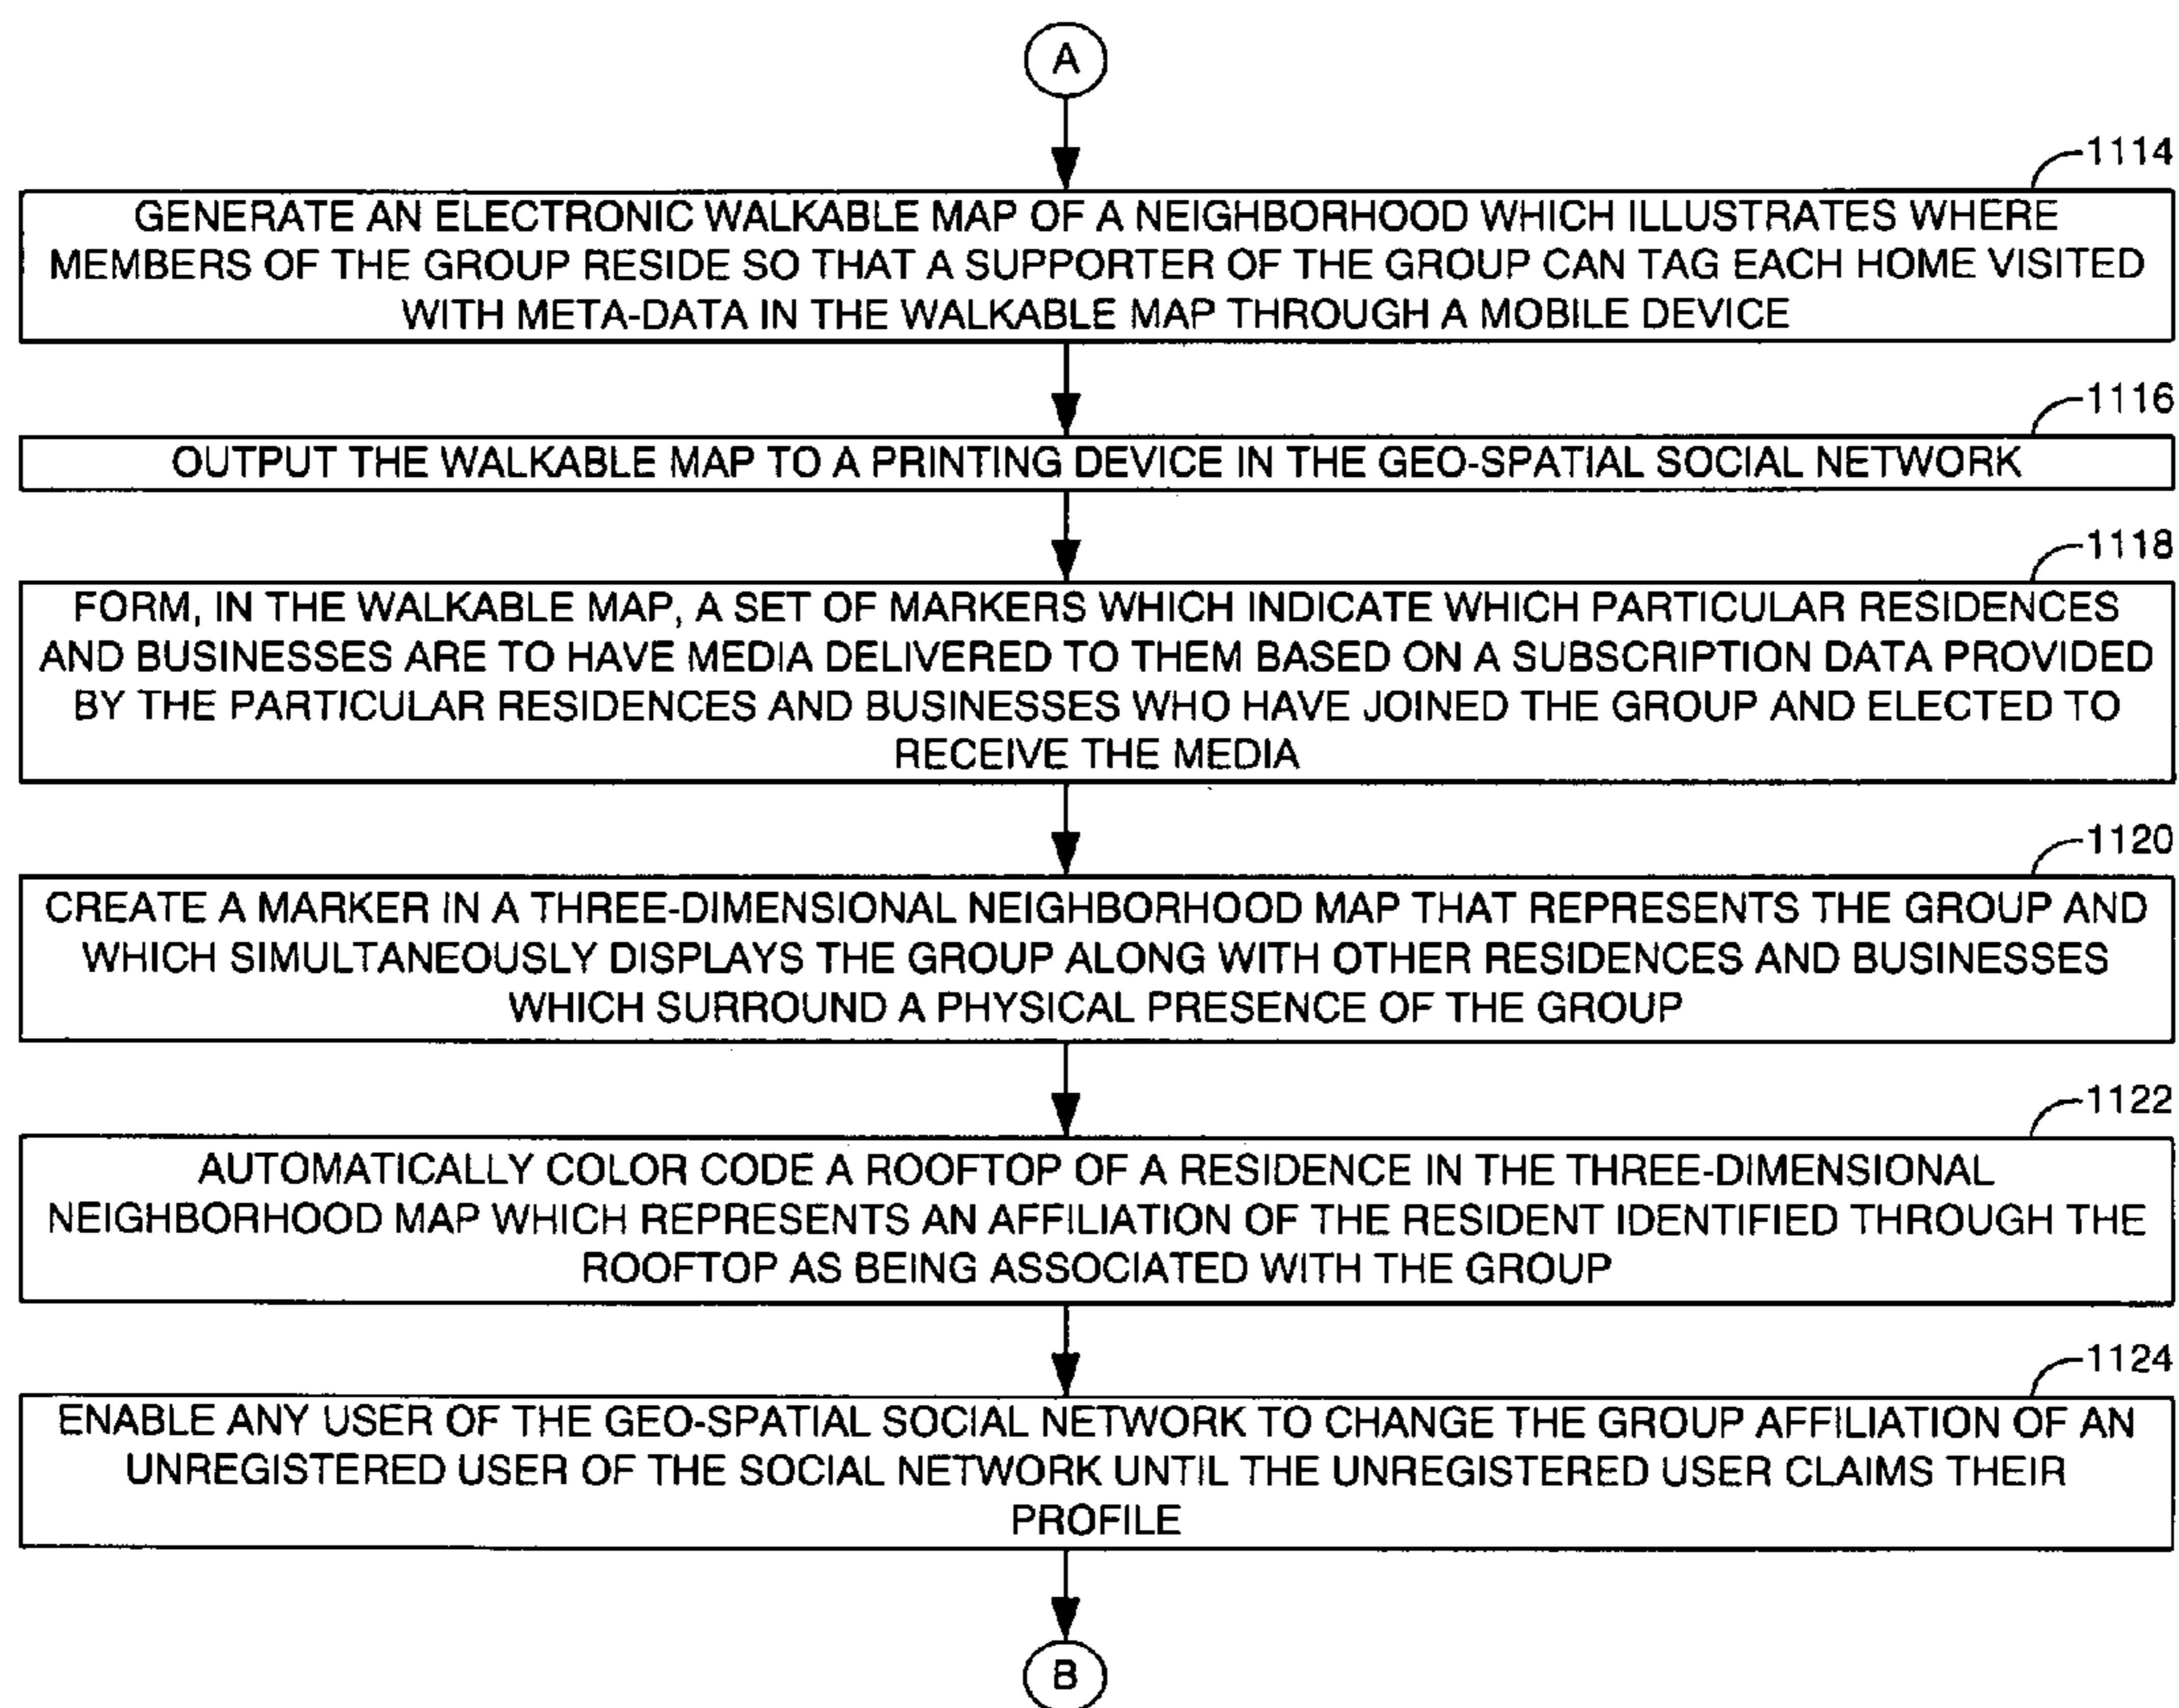 A
1114
GENERATE AN ELECTRONIC WALKABLE MAP OF A NEIGHBORHOOD WHICH ILLUSTRATES WHERE
MEMBERS OF THE GROUP RESIDE SO THAT A SUPPORTER OF THE GROUP CAN TAG EACH HOME VISITED
WITH META-DATA IN THE WALKABLE MAP THROUGH A MOBILE DEVICE
1116
OUTPUT THE WALKABLE MAP TO A PRINTING DEVICE IN THE GEO-SPATIAL SOCIAL NETWORK
1118
FORM, IN THE WALKABLE MAP, A SET OF MARKERS WHICH INDICATE WHICH PARTICULAR RESIDENCES
AND BUSINESSES ARE TO HAVE MEDIA DELIVERED TO THEM BASED ON A SUBSCRIPTION DATA PROVIDED
BY THE PARTICULAR RESIDENCES AND BUSINESSES WHO HAVE JOINED THE GROUP AND ELECTED TO
RECEIVE THE MEDIA
1120
CREATE A MARKER IN A THREE-DIMENSIONAL NEIGHBORHOOD MAP THAT REPRESENTS THE GROUP AND
WHICH SIMULTANEOUSLY DISPLAYS THE GROUP ALONG WITH OTHER RESIDENCES AND BUSINESSES
WHICH SURROUND A PHYSICAL PRESENCE OF THE GROUP
1122
AUTOMATICALLY COLOR CODE A ROOFTOP OF A RESIDENCE IN THE THREE-DIMENSIONAL
NEIGHBORHOOD MAP WHICH REPRESENTS AN AFFILIATION OF THE RESIDENT IDENTIFIED THROUGH THE
ROOFTOP AS BEING ASSOCIATED WITH THE GROUP
1124
ENABLE ANY USER OF THE GEO-SPATIAL SOCIAL NETWORK TO CHANGE THE GROUP AFFILIATION OF AN
UNREGISTERED USER OF THE SOCIAL NETWORK UNTIL THE UNREGISTERED USER CLAIMS THEIR
PROFILE
B